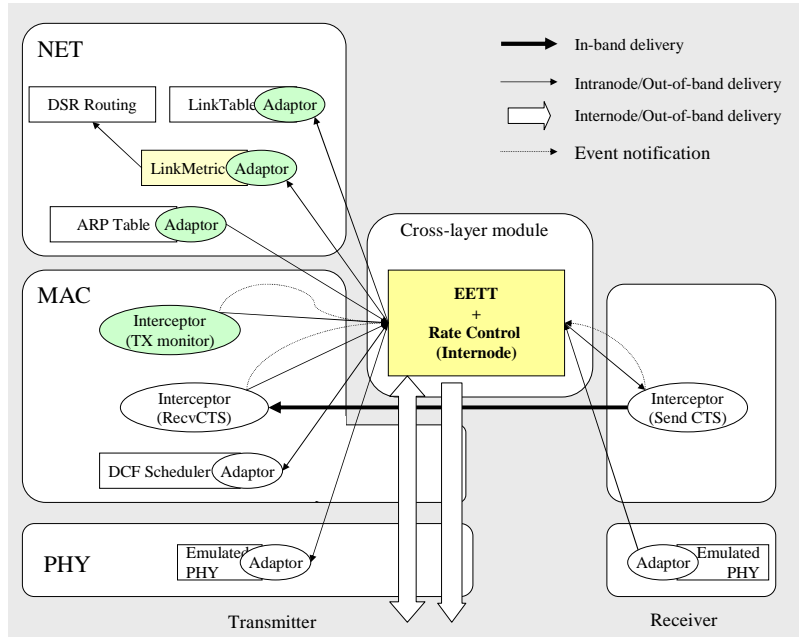 NET
In-band delivery
Intranode/Out-of-band delivery
Internode/Out-of-band delivery
Event notification
DSR Routing
LinkTable
Adaptor
LinkMetric
Adaptor
ARP Table
Adaptor
Cross-layer module
EETT
+
Rate Control
(Internode)
MAC
Interceptor
(TX monitor)
Interceptor
(RecvCTS)
Interceptor
(Send CTS)
DCF Scheduler
Adaptor
PHY
Emulated
PHY
Adaptor
Adaptor
Emulated
PHY
Transmitter
Receiver